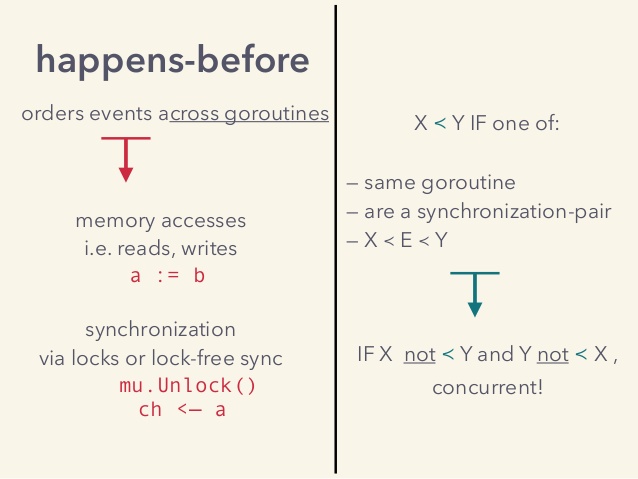 happens-before
orders events across goroutines
memory accesses
i.e. reads, writes
a := b
synchronization
via locks or lock-free sync
mu.Unlock()
ch <— a
X ≺ Y IF one of:
— same goroutine
— are a synchronization-pair
— X ≺ E ≺ Y
IF X not ≺ Y and Y not ≺ X ,
concurrent!